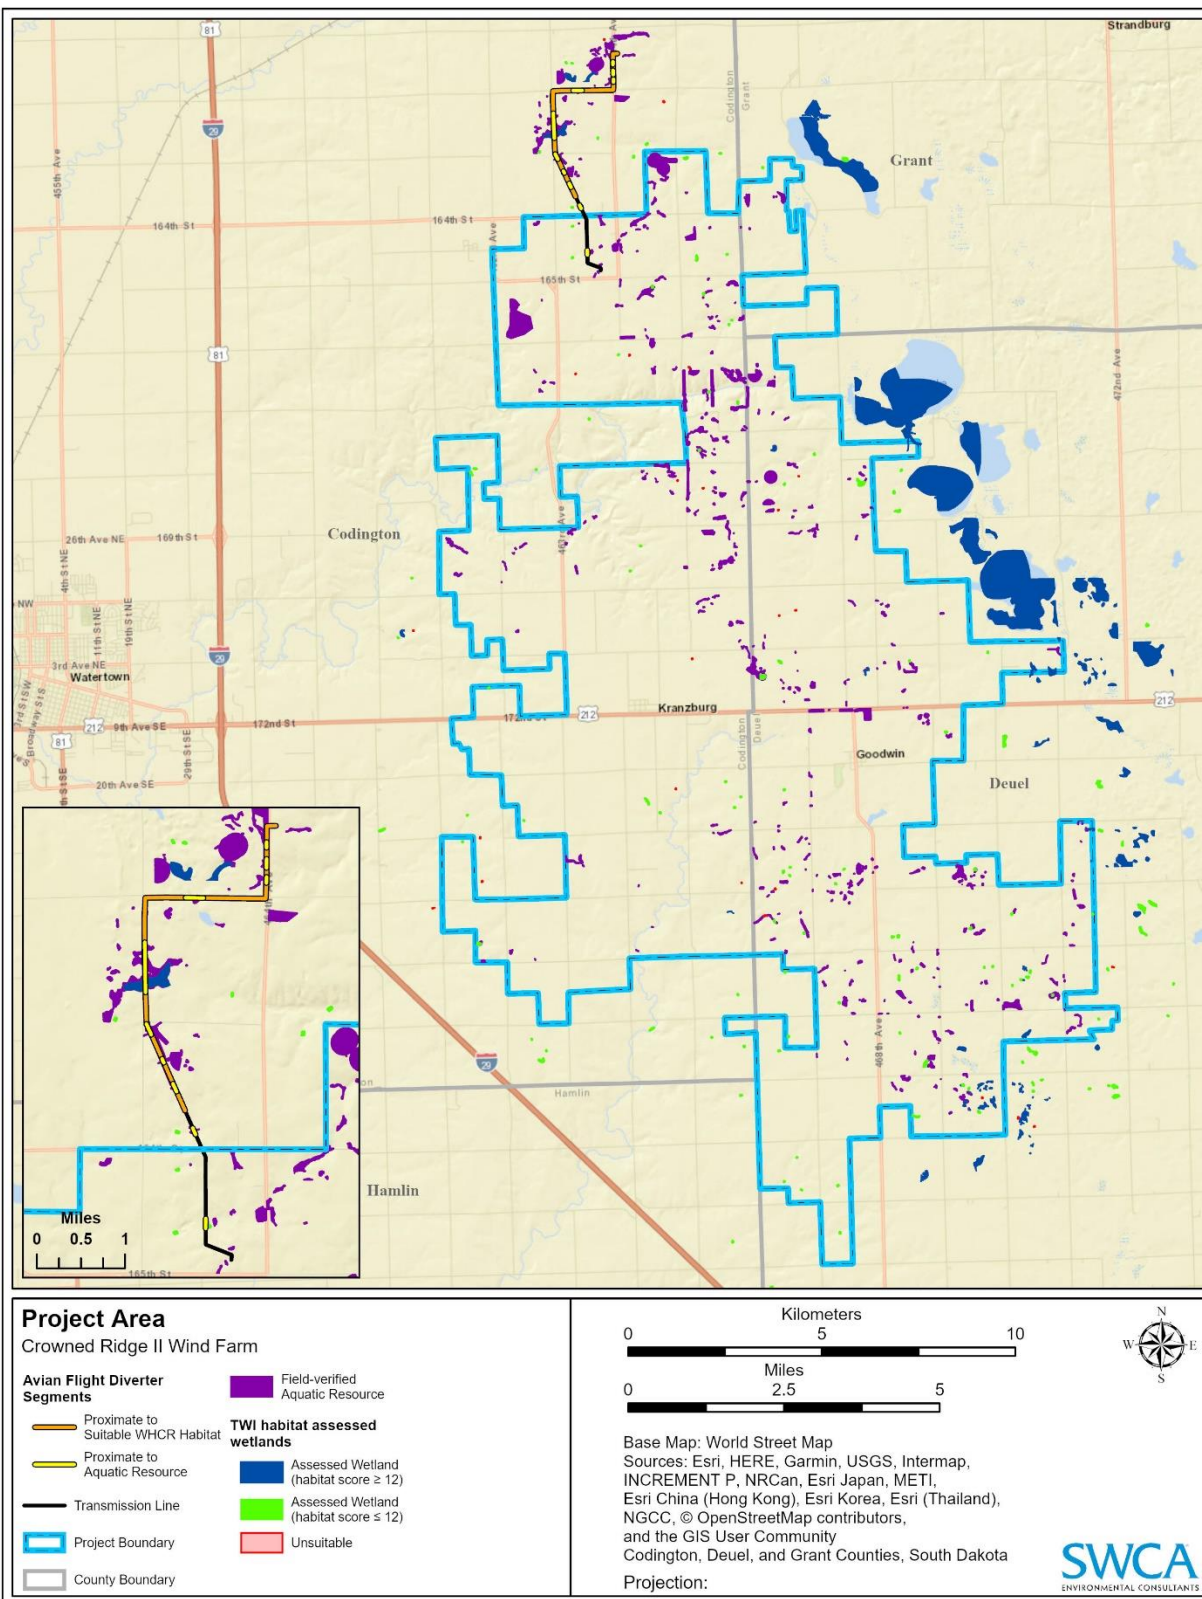 Strandburg
81
29
Codington
Grant
Grant
455th Ave
164th St
164th St
165th St
81
472nd Ave
Codington
26th Ave NE
169th St
4th St NE
11th St NE
19th St NE
NW
3rd Ave NE
Watertown
29
212
9th Ave SE
172nd St
212
212
Kranzburg
Codington
Deuel
Goodwin
Deuel
81
20th Ave SE
29th St SE
3rd St SW
Broadway St S
468th Ave
29
Hamlin
Hamlin
165th St
Miles
0 0.5 1
Project Area
Crowned Ridge II Wind Farm
Avian Flight Diverter
Segments
Proximate to
Suitable WHCR Habitat
Proximate to
Aquatic Resource
Transmission Line
Project Boundary
County Boundary
Field-verified
Aquatic Resource
TWI habitat assessed
wetlands
Assessed Wetland
(habitat score ≥ 12)
Assessed Wetland
(habitat score ≤ 12)
Unsuitable
Kilometers
0 5 10
Miles
0 2.5 5
N
W E
S
Base Map: World Street Map
Sources: Esri, HERE, Garmin, USGS, Intermap,
INCREMENT P, NRCan, Esri Japan, METI,
Esri China (Hong Kong), Esri Korea, Esri (Thailand),
NGCC, © OpenStreetMap contributors,
and the GIS User Community
Codington, Deuel, and Grant Counties, South Dakota
Projection:
SWCA
ENVIRONMENTAL CONSULTANTS